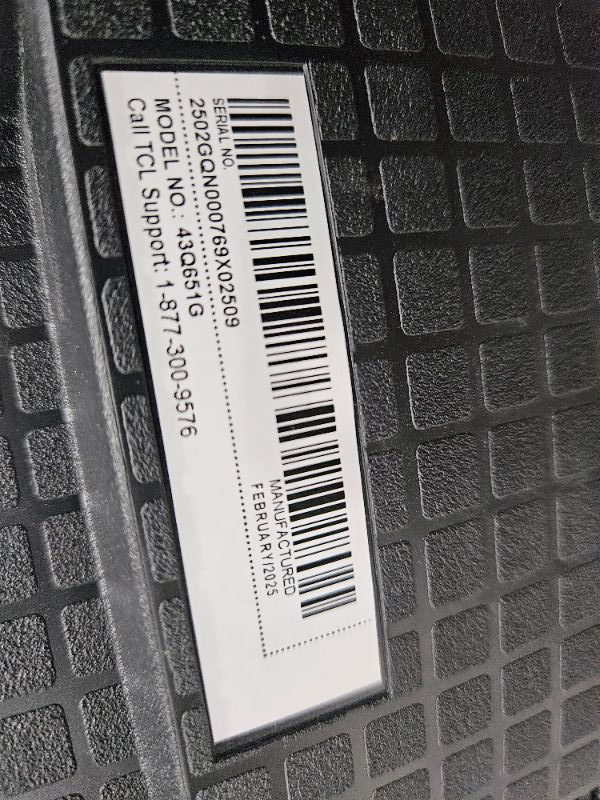 SERIAL NO.
2502GQN000769X02509
MANUFACTURED
FEBRUARY/2025
MODEL NO.: 43Q651G
Call TCL Support: 1-877-300-9576